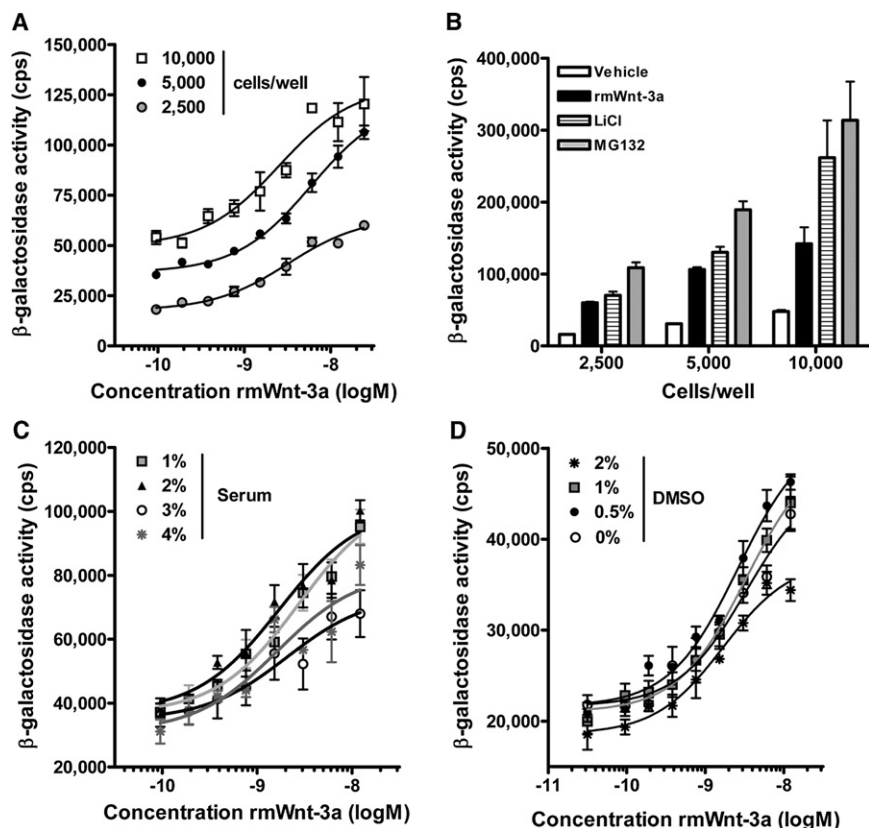 A
β-galactosidase activity (cps)
150,000
125,000
100,000
75,000
50,000
25,000
0
10,000
5,000
2,500
cells/well
-10
-9
-8
Concentration rmWnt-3a (logM)
B
β-galactosidase activity (cps)
400,000
300,000
200,000
100,000
0
Vehicle
rmWnt-3a
LiCl
MG132
2,500
5,000
10,000
Cells/well
C
β-galactosidase activity (cps)
120,000
100,000
80,000
60,000
40,000
20,000
1%
2%
3%
4%
Serum
-10
-9
-8
Concentration rmWnt-3a (logM)
D
β-galactosidase activity (cps)
50,000
40,000
30,000
20,000
2%
1%
0.5%
0%
DMSO
-11
-10
-9
-8
Concentration rmWnt-3a (logM)